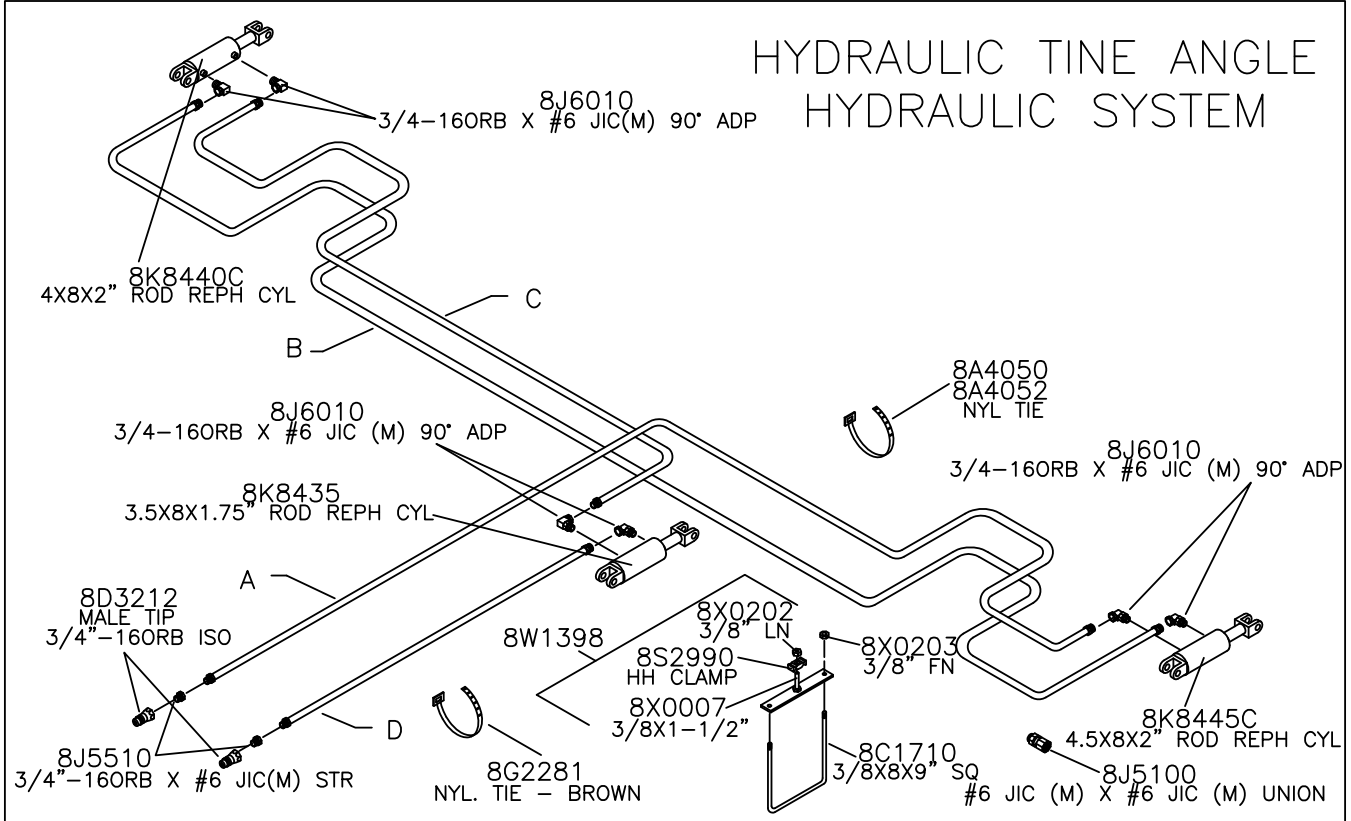 HYDRAULIC TINE ANGLE
HYDRAULIC SYSTEM
8J6010
3/4-16ORB X #6 JIC(M) 90° ADP
8K8440C
4X8X2" ROD REPH CYL
C
B
8A4050
8A4052
NYL TIE
8J6010
3/4-16ORB X #6 JIC (M) 90° ADP
8J6010
3/4-16ORB X #6 JIC (M) 90° ADP
8K8435
3.5X8X1.75" ROD REPH CYL
A
8D3212
MALE TIP
3/4"-16ORB ISO
8W1398
8X0202
3/8" LN
8X0203
3/8" FN
8S2990
HH CLAMP
8X0007
3/8X1-1/2"
D
8K8445C
4.5X8X2" ROD REPH CYL
8J5510
3/4"-16ORB X #6 JIC(M) STR
8G2281
NYL. TIE - BROWN
8C1710
3/8X8X9" SQ
8J5100
#6 JIC (M) X #6 JIC (M) UNION